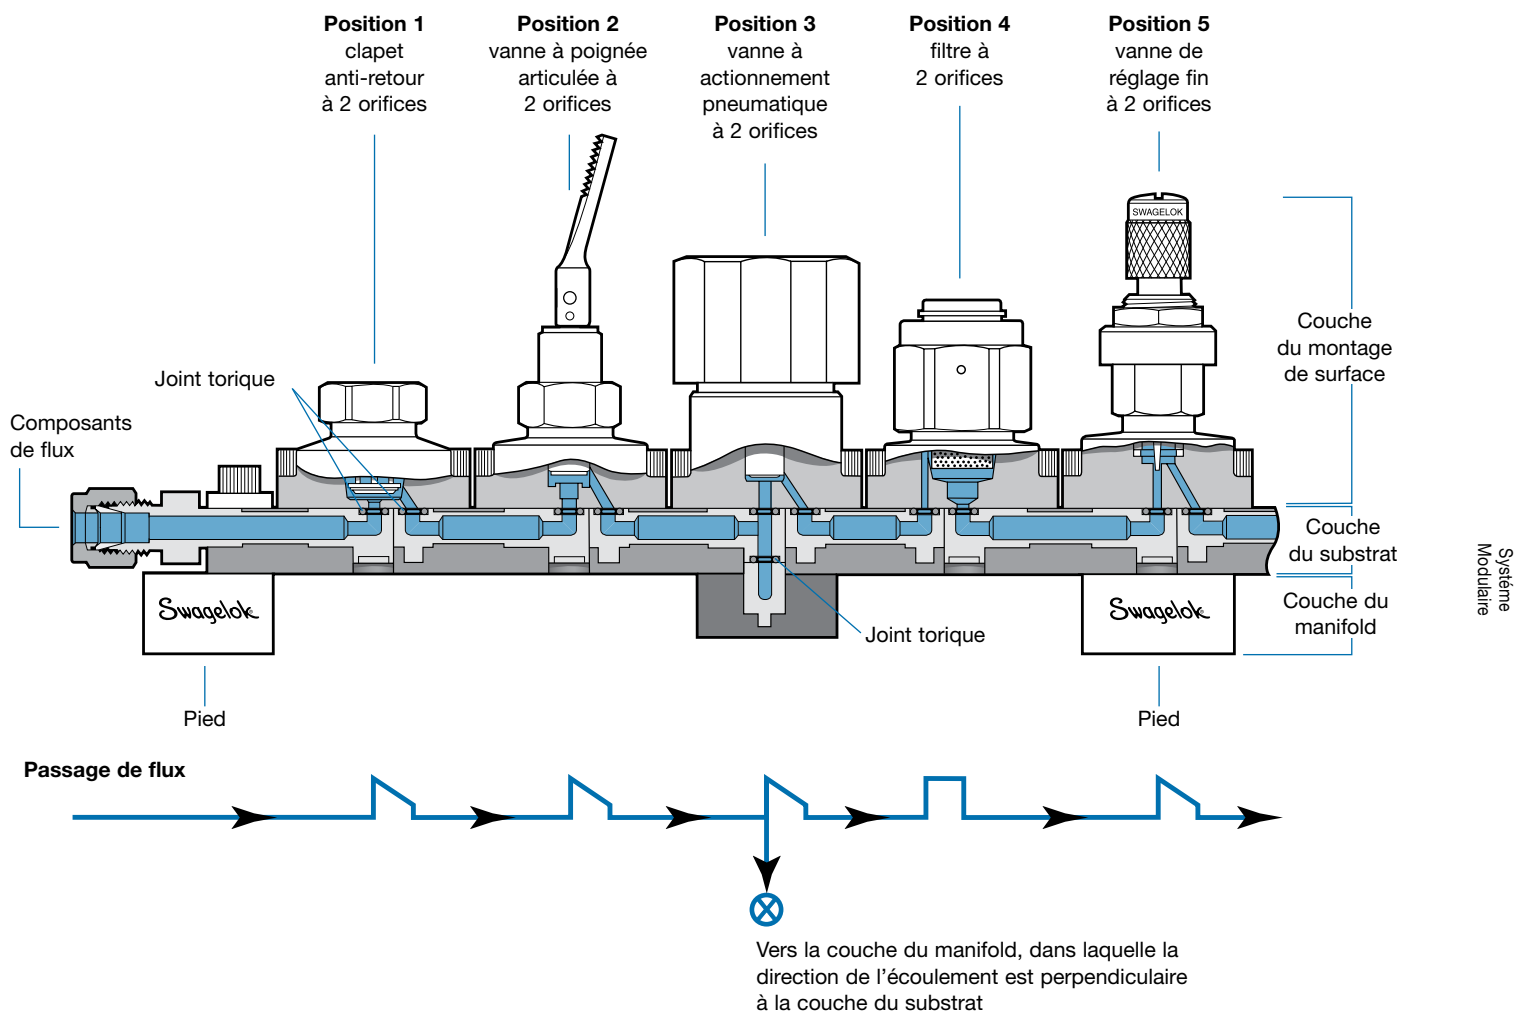 Position 1
clapet
anti-retour
à 2 orifices
Position 2
vanne à poignée
articulée à
2 orifices
Position 3
vanne à
actionnement
pneumatique
à 2 orifices
Position 4
filtre à
2 orifices
Position 5
vanne de
réglage fin
à 2 orifices
SWAGELOK
Couche
du montage
de surface
Joint torique
Composants
de flux
Couche
du substrat
Systéme
Modulaire
Swagelok
Swagelok
Couche du
manifold
Joint torique
Pied
Pied
Passage de flux
Vers la couche du manifold, dans laquelle la
direction de l’écoulement est perpendiculaire
à la couche du substrat